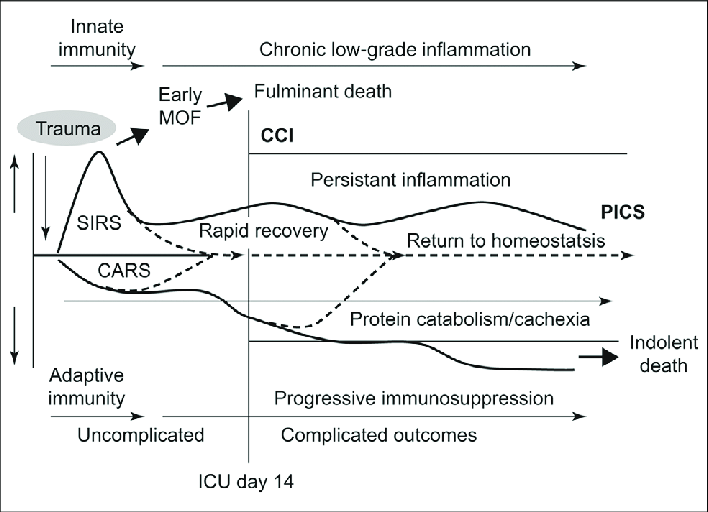 Innate
immunity
Chronic low-grade inflammation
Early
MOF
Fulminant death
Trauma
CCI
Persistant inflammation
SIRS
Rapid recovery
PICS
Return to homeostatsis
CARS
Protein catabolism/cachexia
Indolent
death
Adaptive
immunity
Progressive immunosuppression
Uncomplicated
Complicated outcomes
ICU day 14